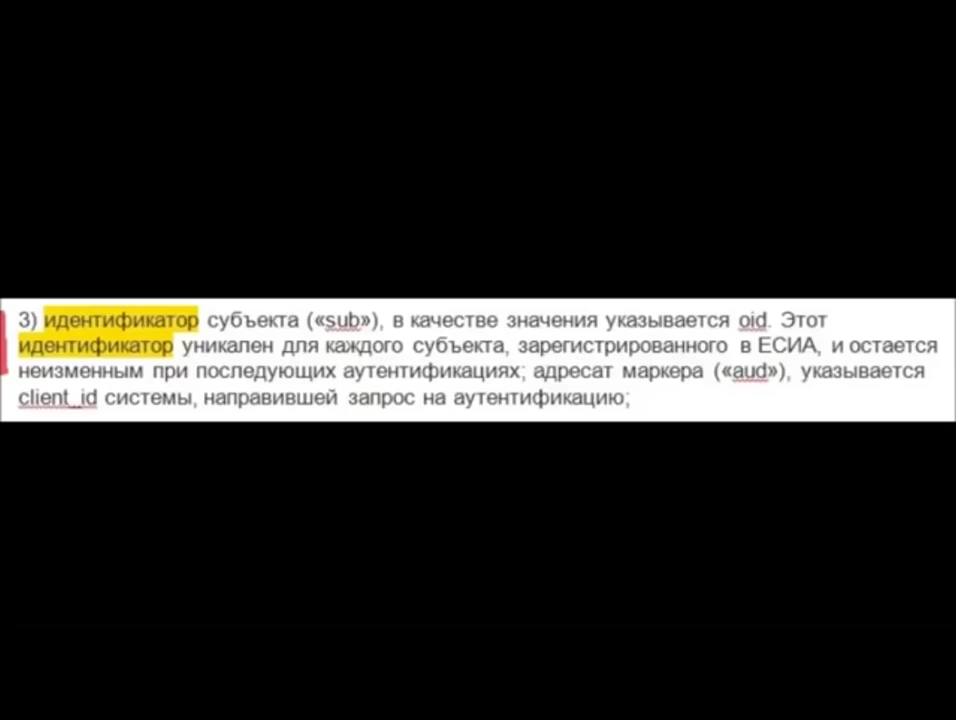 3) идентификатор субъекта («sub»), в качестве значения указывается oid. Этот
идентификатор уникален для каждого субъекта, зарегистрированного в ЕСИА, и остается
неизменным при последующих аутентификациях; адресат маркера («aud»), указывается
client_id системы, направившей запрос на аутентификацию;